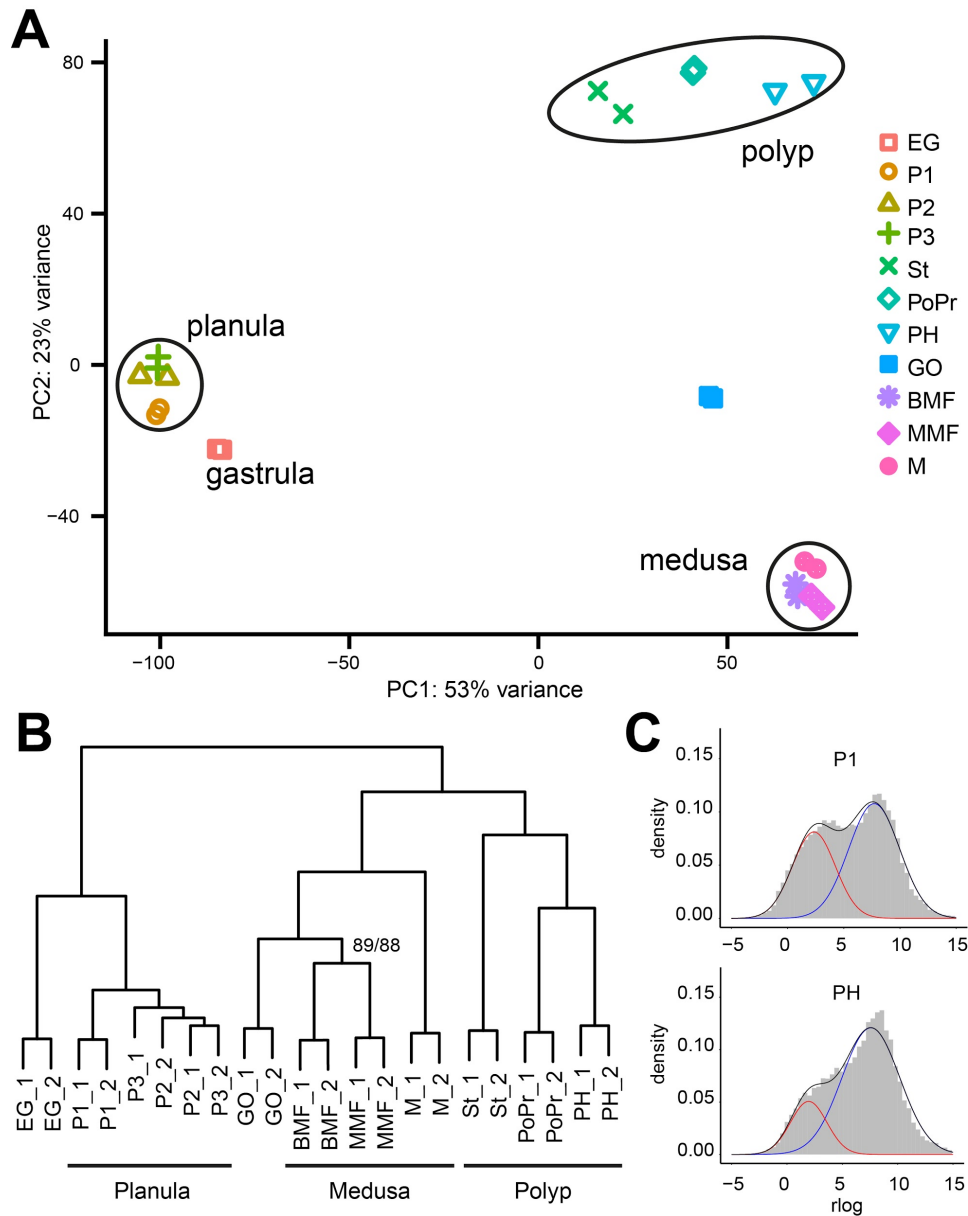 A
80
40
0
−40
PC2: 23% variance
polyp
planula
gastrula
medusa
−100
−50
0
50
PC1: 53% variance
EG
P1
P2
P3
St
PoPr
PH
GO
BMF
MMF
M
B
89/88
EG_1
EG_2
P1_1
P1_2
P3_1
P2_2
P2_1
P3_2
GO_1
GO_2
BMF_1
BMF_2
MMF_1
MMF_2
M_1
M_2
St_1
St_2
PoPr_1
PoPr_2
PH_1
PH_2
Planula
Medusa
Polyp
C
P1
density
0.15
0.10
0.05
0.00
−5
0
5
10
15
PH
density
0.15
0.10
0.05
0.00
−5
0
5
10
15
rlog